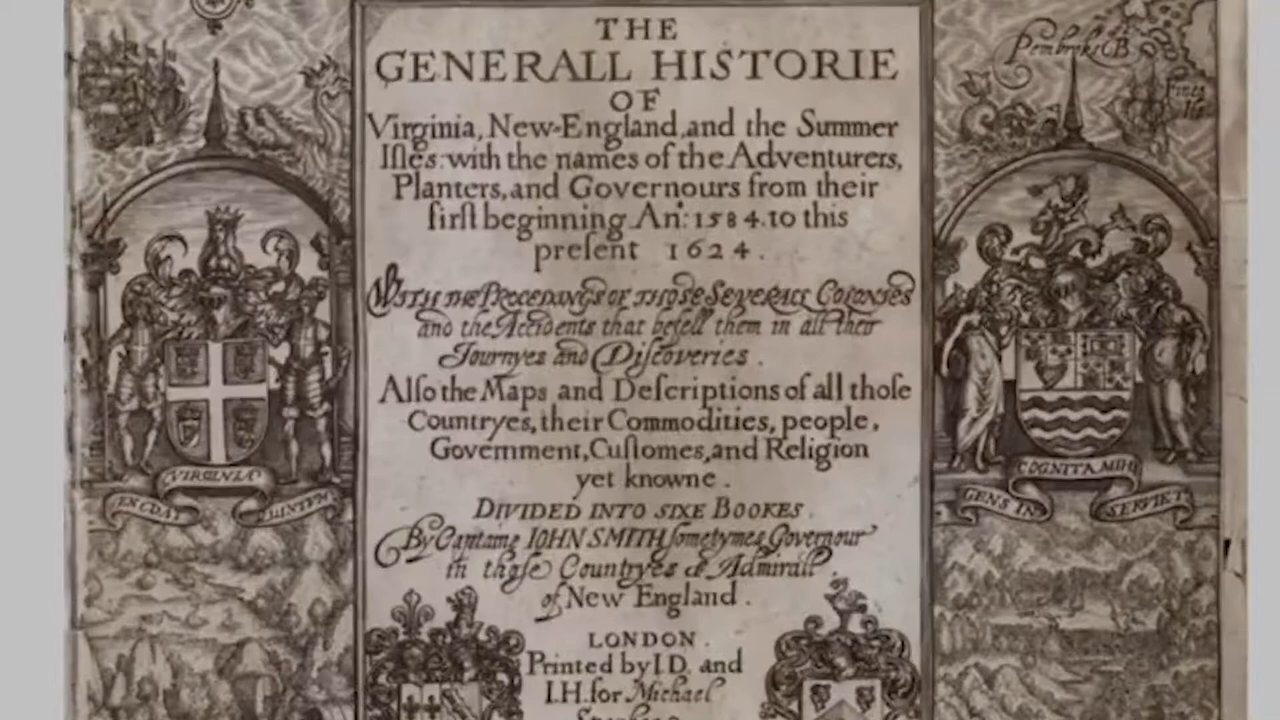 THE
GENERALL HISTORIE
OF
Virginia, New-England, and the Summer
Iſles: with the names of the Adventurers,
Planters, and Governours from their
firſt beginning An: 1584. to this
preſent 1624.
WITH THE PROCEDINGS OF THOSE SEVERALL COLONIES
and the Accidents that befell them in all their
Journyes and Diſcoveries.
Alſo the Maps and Deſcriptions of all thoſe
Countryes, their Commodities, people,
Government, Cuſtomes, and Religion
yet knowne.
DIVIDED INTO SIXE BOOKES.
By Captaine IOHN SMITH ſometymes Governour
in thoſe Countryes & Admirall
of New England.
LONDON.
Printed by I.D. and
I.H. for Michael
VIRGINIA
EN DAT
Pembroks CB
COGNITA MIHI
GENS IN
SERVIET